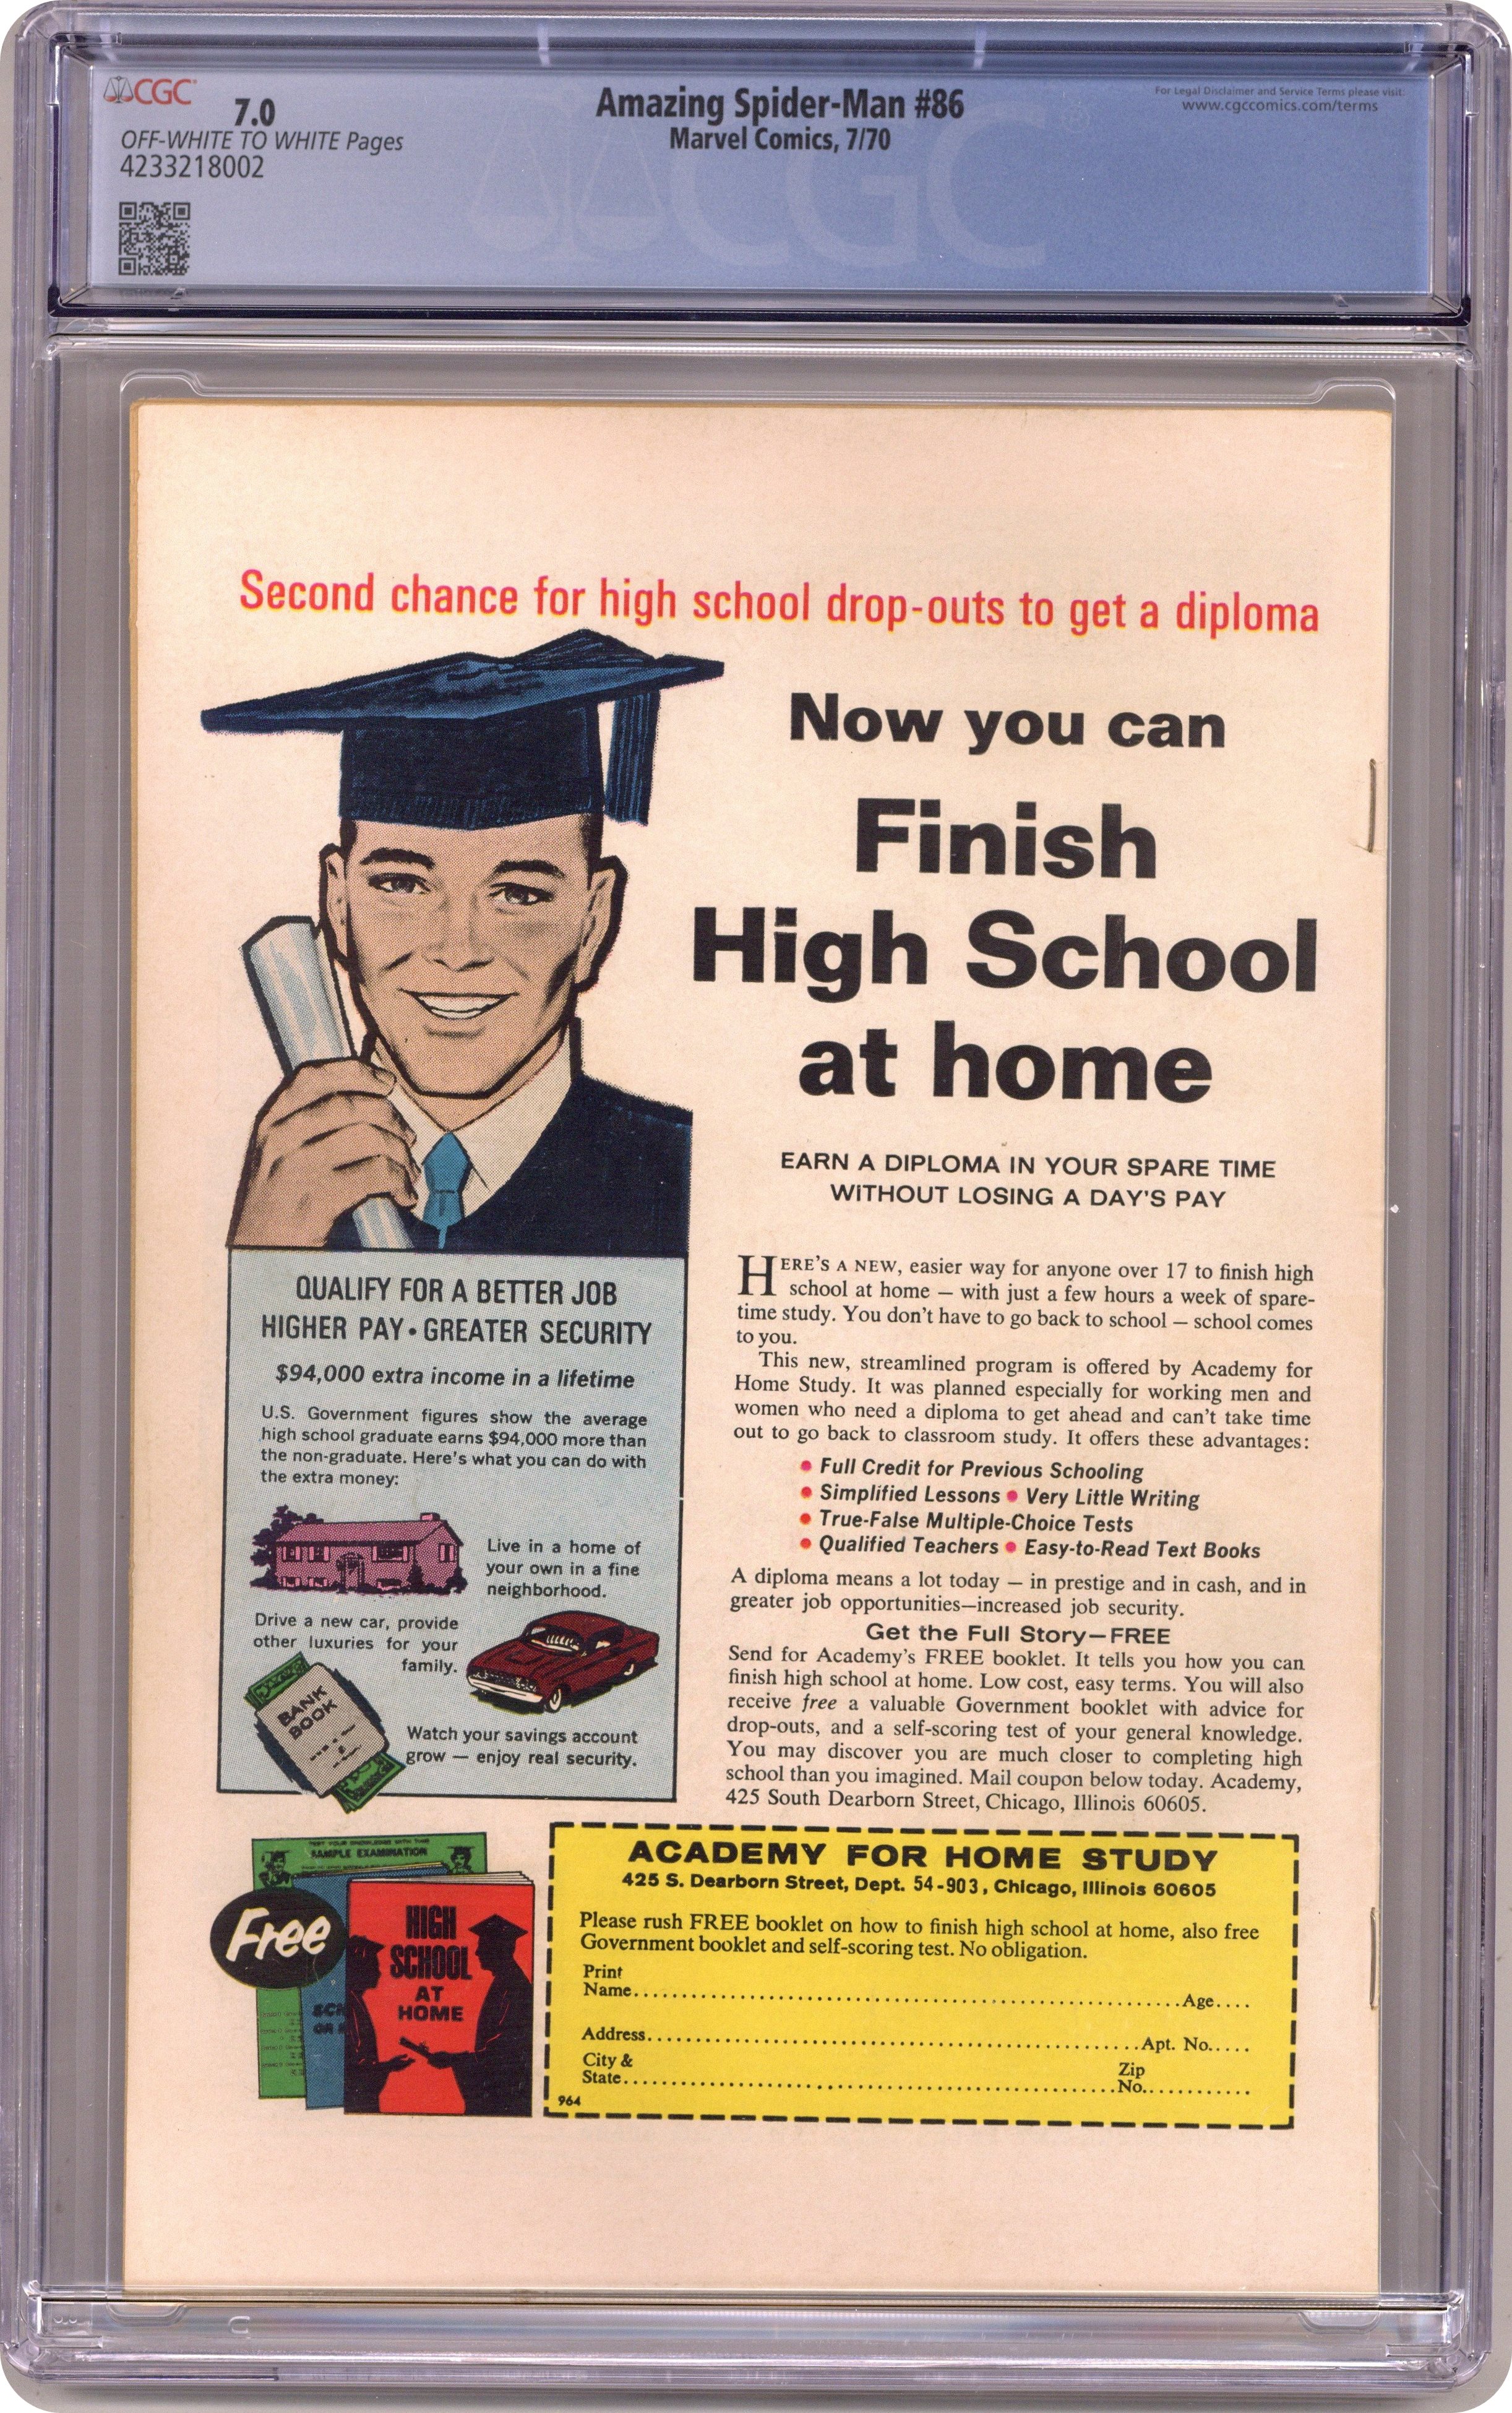 CGC
7.0
OFF-WHITE TO WHITE Pages
4233218002
Amazing Spider-Man #86
Marvel Comics, 7/70
For Legal Disclaimer and Service Terms please visit:
www.cgccomics.com/terms
CGC
Second chance for high school drop-outs to get a diploma
Now you can
Finish
High School
at home
EARN A DIPLOMA IN YOUR SPARE TIME
WITHOUT LOSING A DAY'S PAY
QUALIFY FOR A BETTER JOB
HIGHER PAY • GREATER SECURITY
$94,000 extra income in a lifetime
U.S. Government figures show the average
high school graduate earns $94,000 more than
the non-graduate. Here's what you can do with
the extra money:
Live in a home of
your own in a fine
neighborhood.
Drive a new car, provide
other luxuries for your
family.
BANK
BOOK
Watch your savings account
grow — enjoy real security.
HERE'S A NEW, easier way for anyone over 17 to finish high
school at home — with just a few hours a week of spare-
time study. You don't have to go back to school — school comes
to you.
This new, streamlined program is offered by Academy for
Home Study. It was planned especially for working men and
women who need a diploma to get ahead and can't take time
out to go back to classroom study. It offers these advantages:
• Full Credit for Previous Schooling
• Simplified Lessons • Very Little Writing
• True-False Multiple-Choice Tests
• Qualified Teachers • Easy-to-Read Text Books
A diploma means a lot today — in prestige and in cash, and in
greater job opportunities—increased job security.
Get the Full Story—FREE
Send for Academy's FREE booklet. It tells you how you can
finish high school at home. Low cost, easy terms. You will also
receive free a valuable Government booklet with advice for
drop-outs, and a self-scoring test of your general knowledge.
You may discover you are much closer to completing high
school than you imagined. Mail coupon below today. Academy,
425 South Dearborn Street, Chicago, Illinois 60605.
TEST YOUR KNOWLEDGE WITH THIS
SAMPLE EXAMINATION
Free
HIGH
SCHOOL
AT
HOME
ACADEMY FOR HOME STUDY
425 S. Dearborn Street, Dept. 54-903, Chicago, Illinois 60605
Please rush FREE booklet on how to finish high school at home, also free
Government booklet and self-scoring test. No obligation.
Print
Name.......... Age....
Address.......... Apt. No.....
City &
State.......... Zip
No............
964